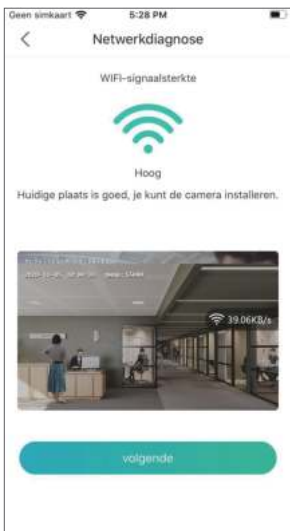 Geen simkaart 5:28 PM
Netwerkdiagnose
WIFI-signaalsterkte
Hoog
Huidige plaats is goed, je kunt de camera installeren.
39.06KB/s
volgende